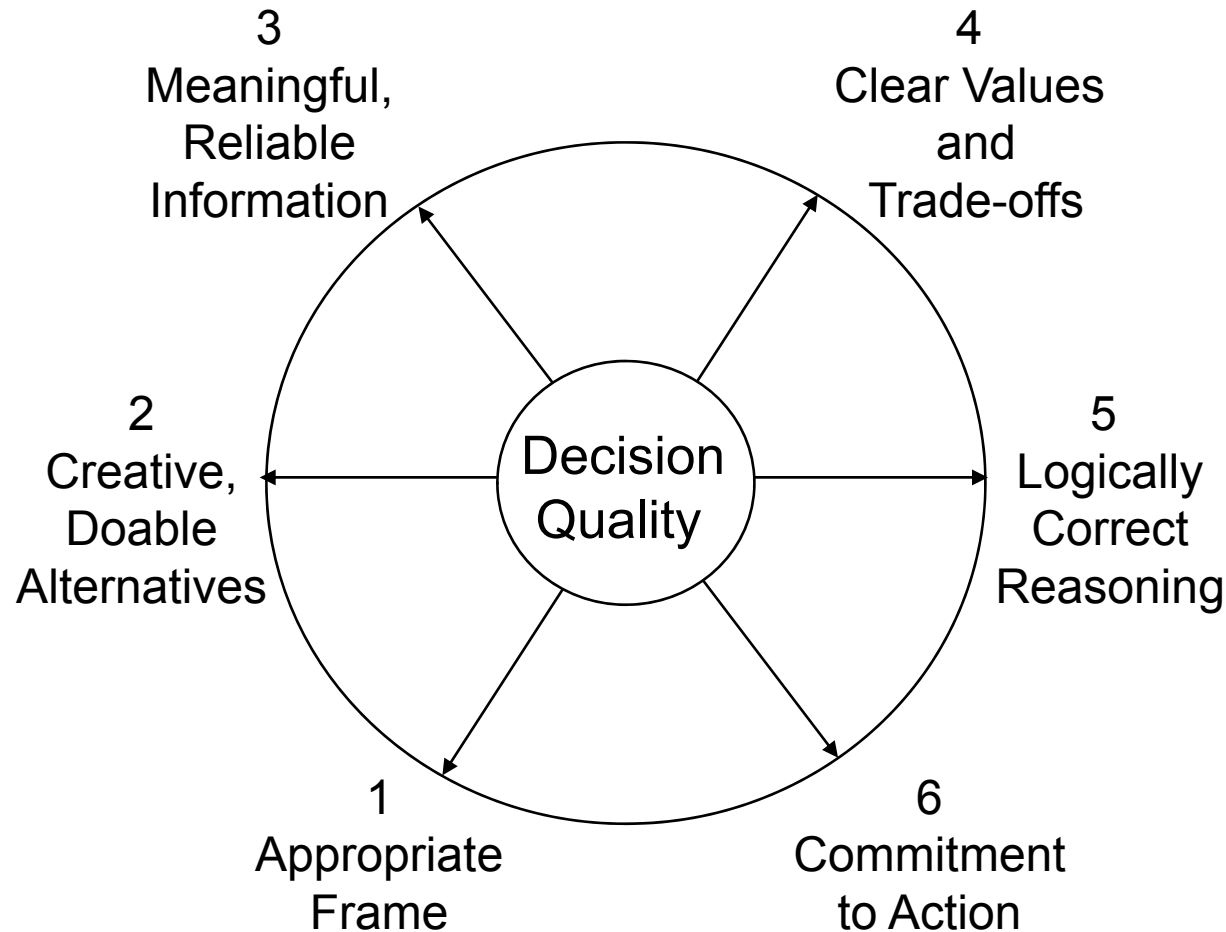 3
Meaningful,
Reliable
Information
4
Clear Values
and
Trade-offs
2
Creative,
Doable
Alternatives
Decision
Quality
5
Logically
Correct
Reasoning
1
Appropriate
Frame
6
Commitment
to Action